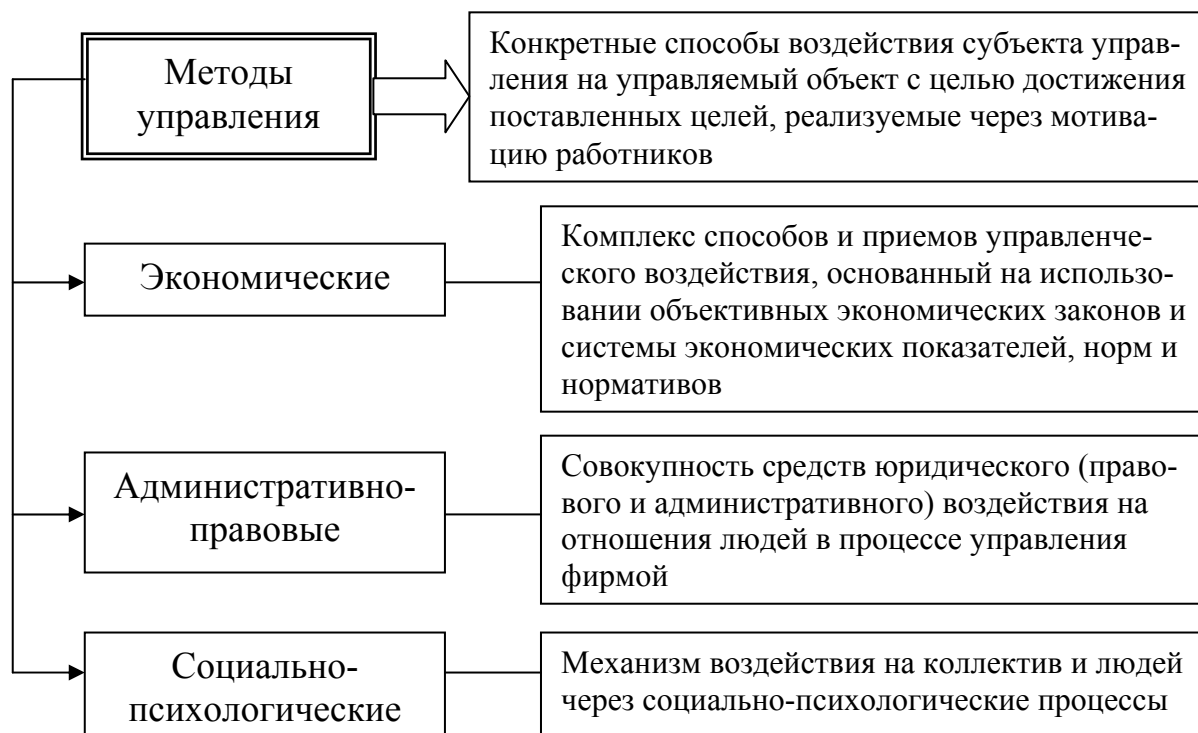 Методы
управления
Конкретные способы воздействия субъекта управ-
ления на управляемый объект с целью достижения
поставленных целей, реализуемые через мотива-
цию работников
Экономические
Комплекс способов и приемов управленче-
ского воздействия, основанный на использо-
вании объективных экономических законов и
системы экономических показателей, норм и
нормативов
Административно-
правовые
Совокупность средств юридического (право-
вого и административного) воздействия на
отношения людей в процессе управления
фирмой
Социально-
психологические
Механизм воздействия на коллектив и людей
через социально-психологические процессы